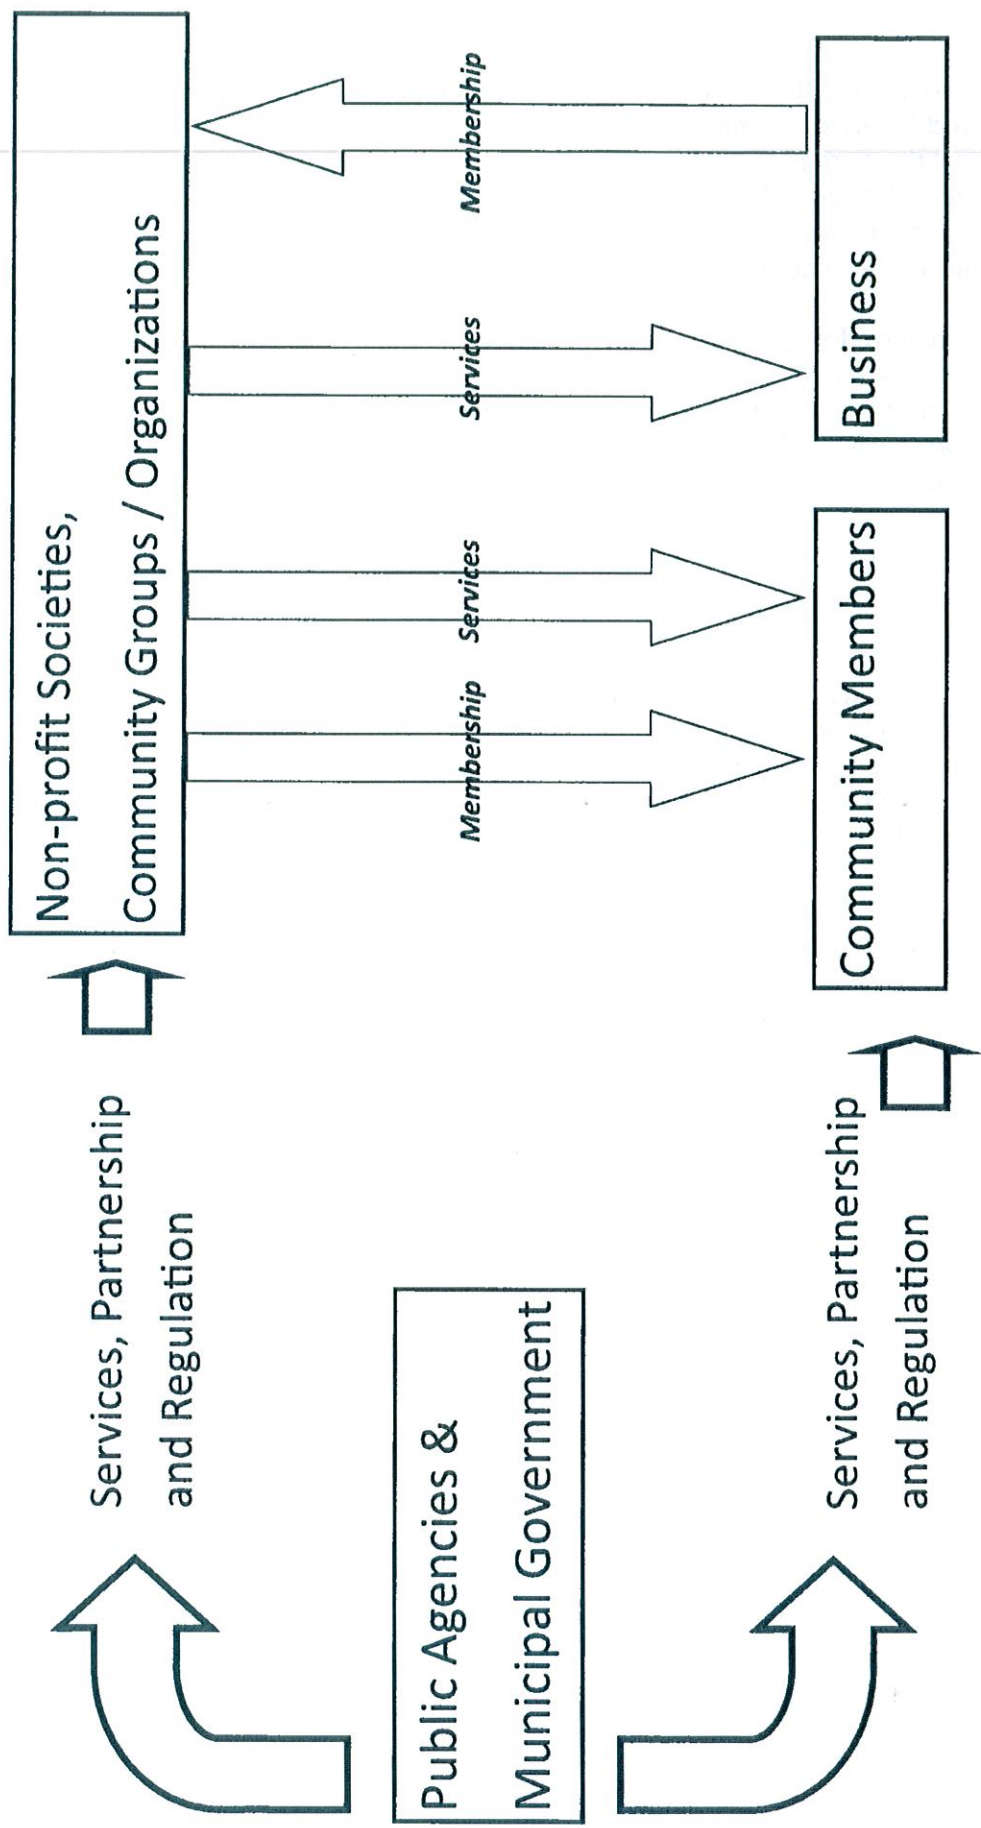 Non-profit Societies,
Community Groups / Organizations
Services, Partnership
and Regulation
Public Agencies &
Municipal Government
Membership
Services
Services
Membership
Services, Partnership
and Regulation
Community Members
Business